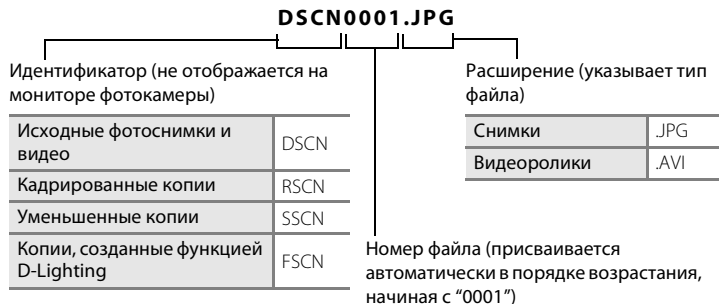 DSCN0001.JPG
Идентификатор (не отображается на
мониторе фотокамеры)
Исходные фотоснимки и
видео
DSCN
Кадрированные копии
RSCN
Уменьшенные копии
SSCN
Копии, созданные функцией
D-Lighting
FSCN
Расширение (указывает тип
файла)
Снимки
.JPG
Видеоролики
.AVI
Номер файла (присваивается
автоматически в порядке возрастания,
начиная с “0001”)